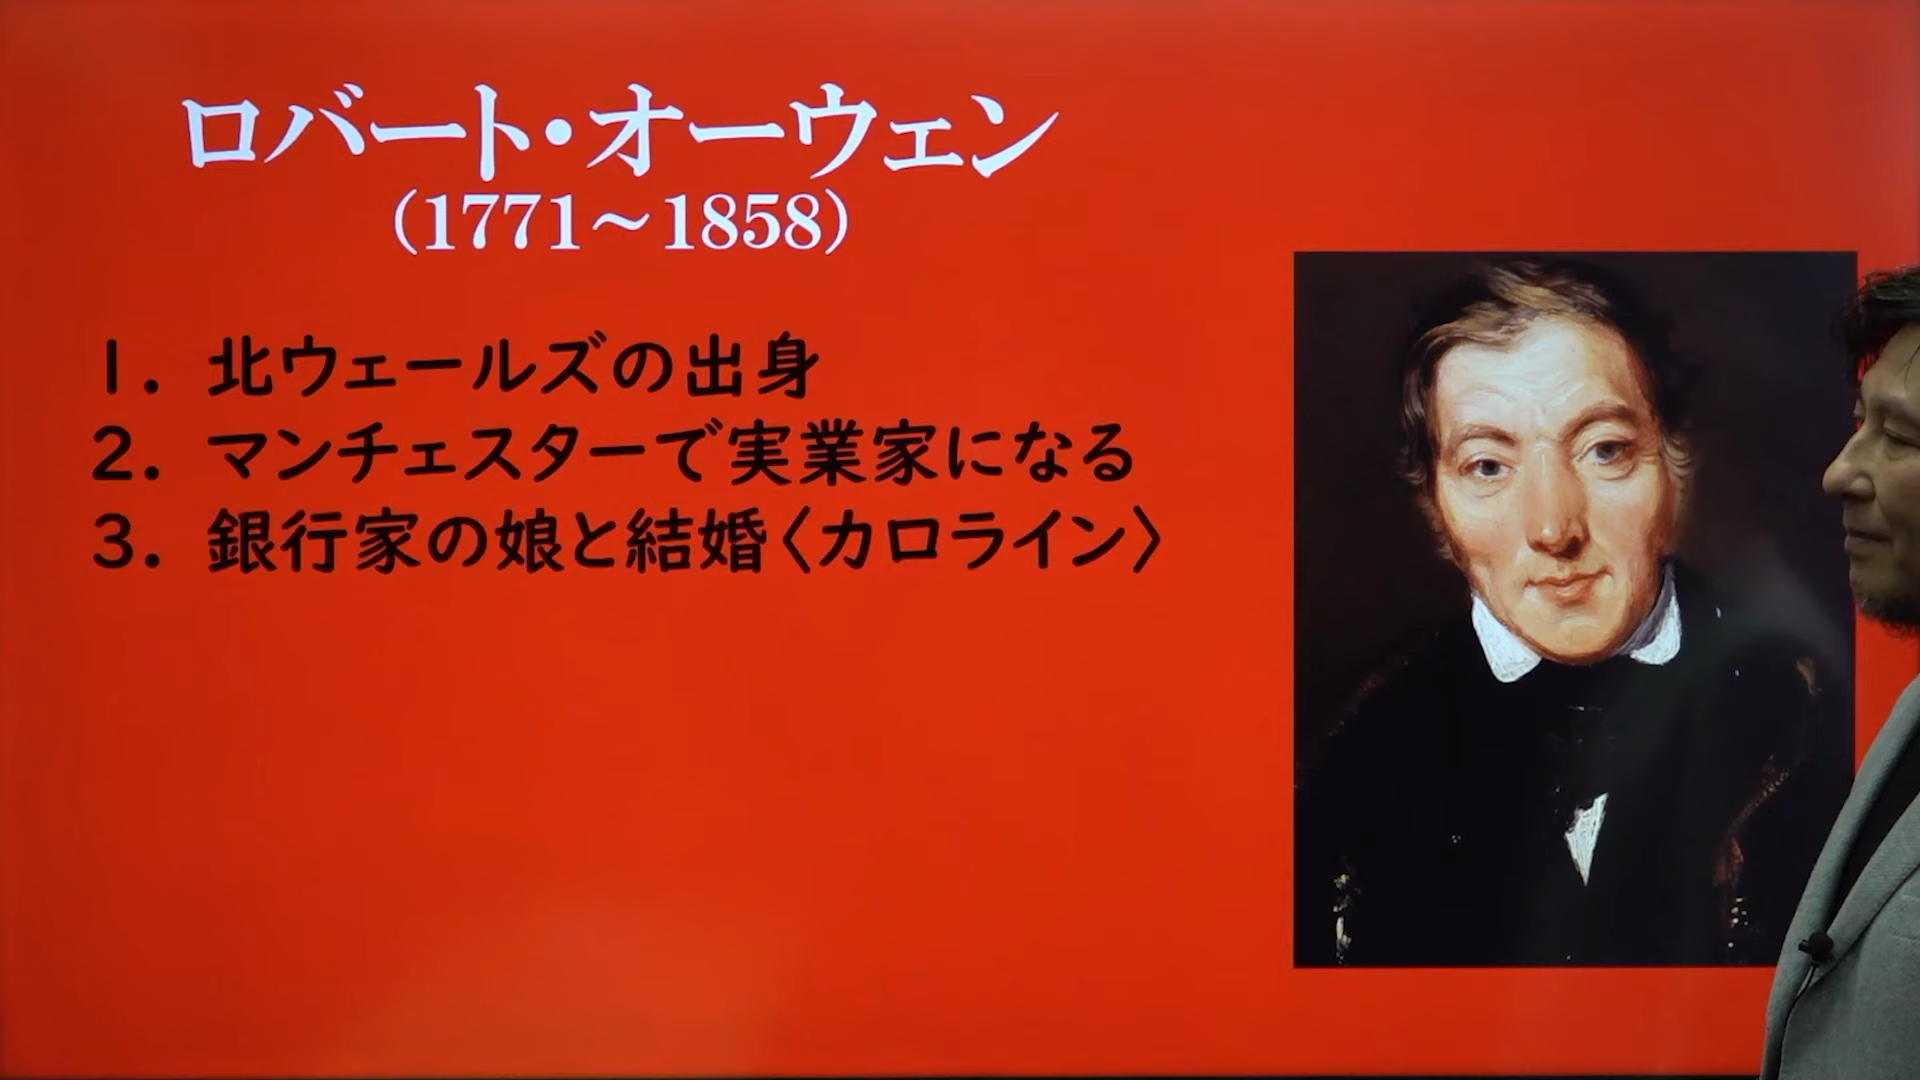 ロバート・オーウェン
(1771〜1858)
1. 北ウェールズの出身
2. マンチェスターで実業家になる
3. 銀行家の娘と結婚〈カロライン〉